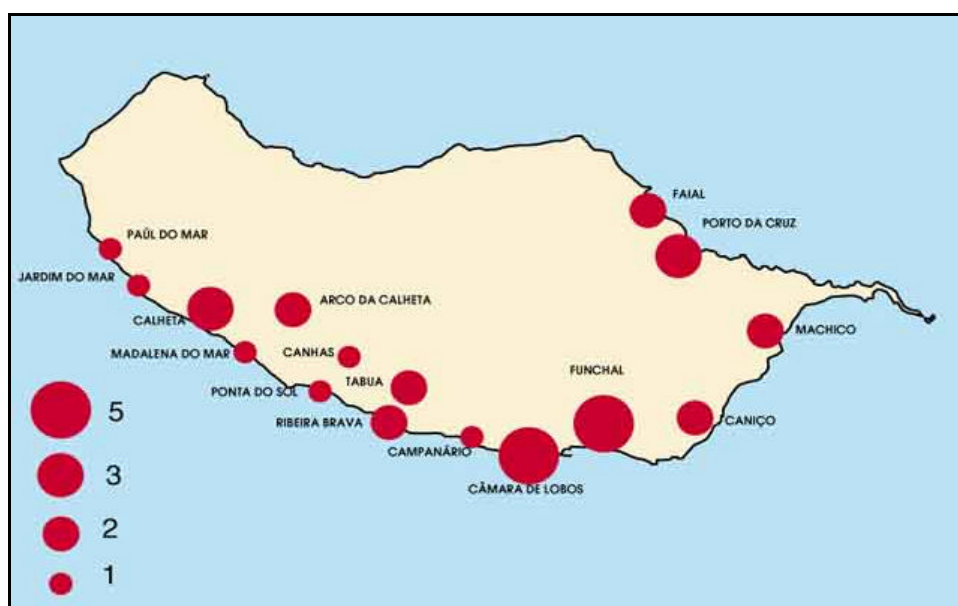 FAIAL
PORTO DA CRUZ
PAÚL DO MAR
JARDIM DO MAR
ARCO DA CALHETA
CALHETA
MACHICO
MADALENA DO MAR
CANHAS
FUNCHAL
TABUA
PONTA DO SOL
5
RIBEIRA BRAVA
CANIÇO
CAMPANÁRIO
3
CÂMARA DE LOBOS
2
1